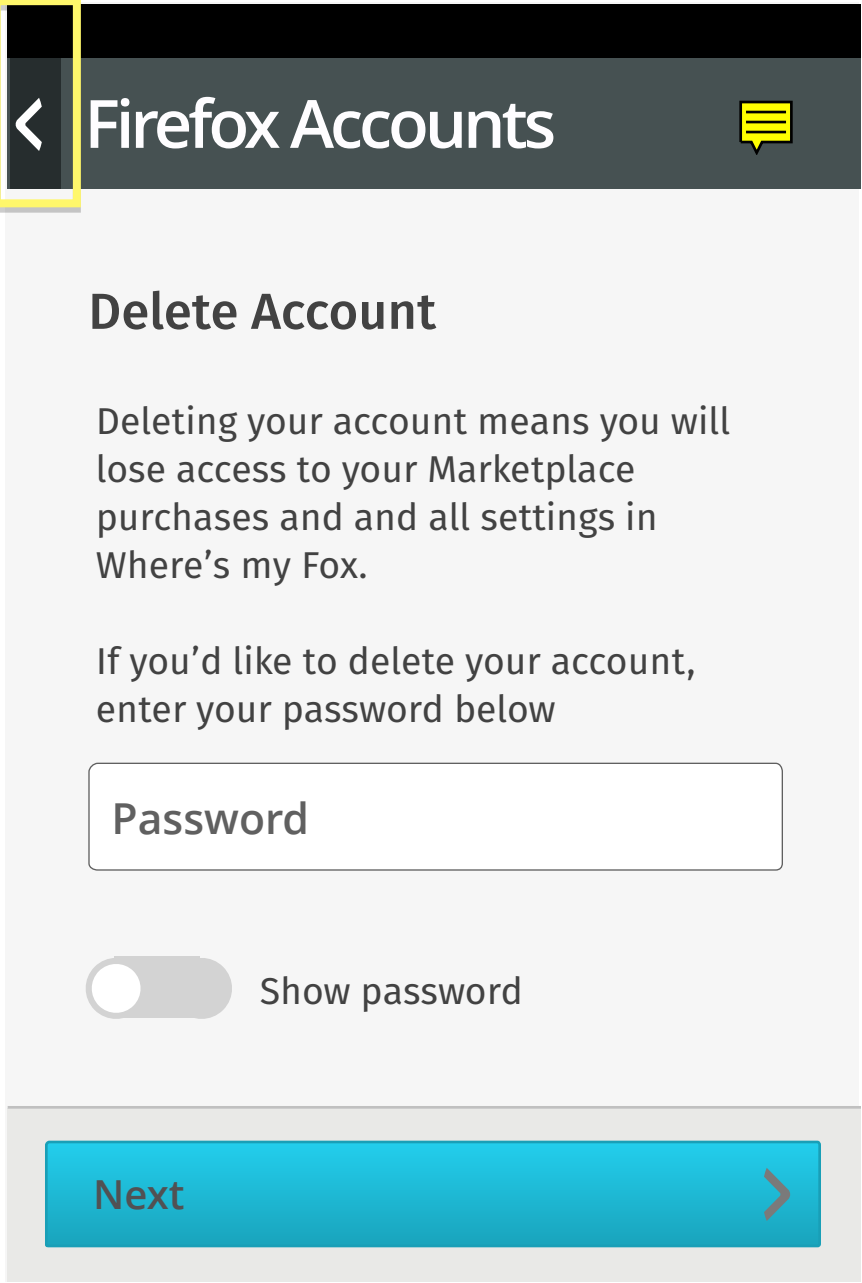 Firefox Accounts
Delete Account
Deleting your account means you will
lose access to your Marketplace
purchases and and all settings in
Where’s my Fox.
If you’d like to delete your account,
enter your password below
Password
Show password
Next